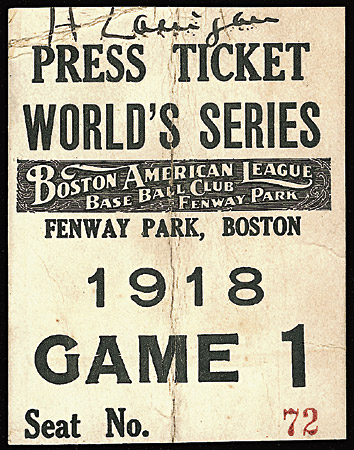 H Lanigan
PRESS TICKET
WORLD'S SERIES
BOSTON AMERICAN LEAGUE
BASE BALL CLUB
FENWAY PARK
FENWAY PARK, BOSTON
1918
GAME 1
Seat No. 72